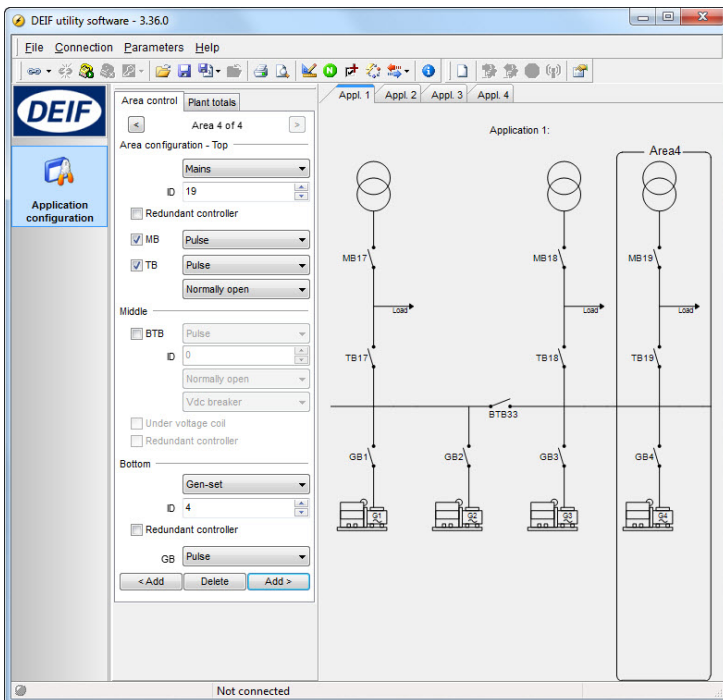 DEIF utility software - 3.36.0
File Connection Parameters Help
DEIF
Application
configuration
Area control Plant totals
< Area 4 of 4 >
Area configuration - Top
Mains
ID 19
Redundant controller
MB Pulse
TB Pulse
Normally open
Middle
BTB Pulse
ID 0
Normally open
Vdc breaker
Under voltage coil
Redundant controller
Bottom
Gen-set
ID 4
Redundant controller
GB Pulse
< Add Delete Add >
Appl. 1 Appl. 2 Appl. 3 Appl. 4
Application 1:
Area4
MB17 MB18 MB19
Load Load Load
TB17 TB18 TB19
BTB33
GB1 GB2 GB3 GB4
G1 G2 G3 G4
Not connected